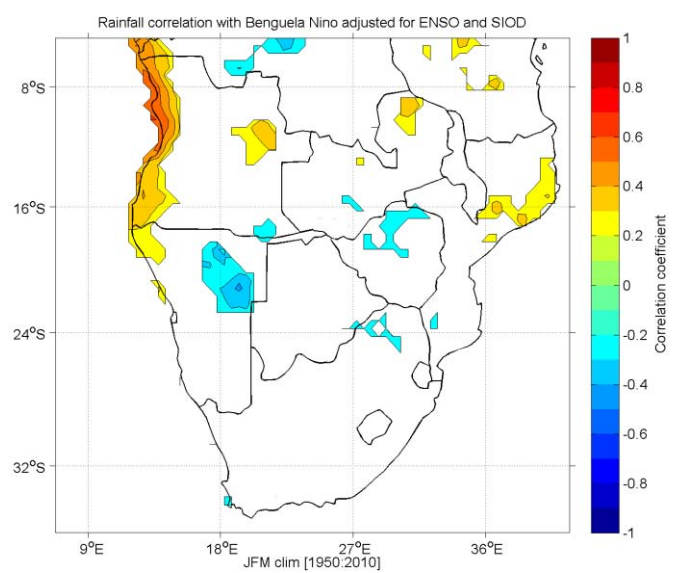 Rainfall correlation with Benguela Nino adjusted for ENSO and SIOD
8°S
16°S
24°S
32°S
9°E
18°E
27°E
36°E
JFM clim [1950:2010]
1
0.8
0.6
0.4
0.2
0
-0.2
-0.4
-0.6
-0.8
-1
Correlation coefficient